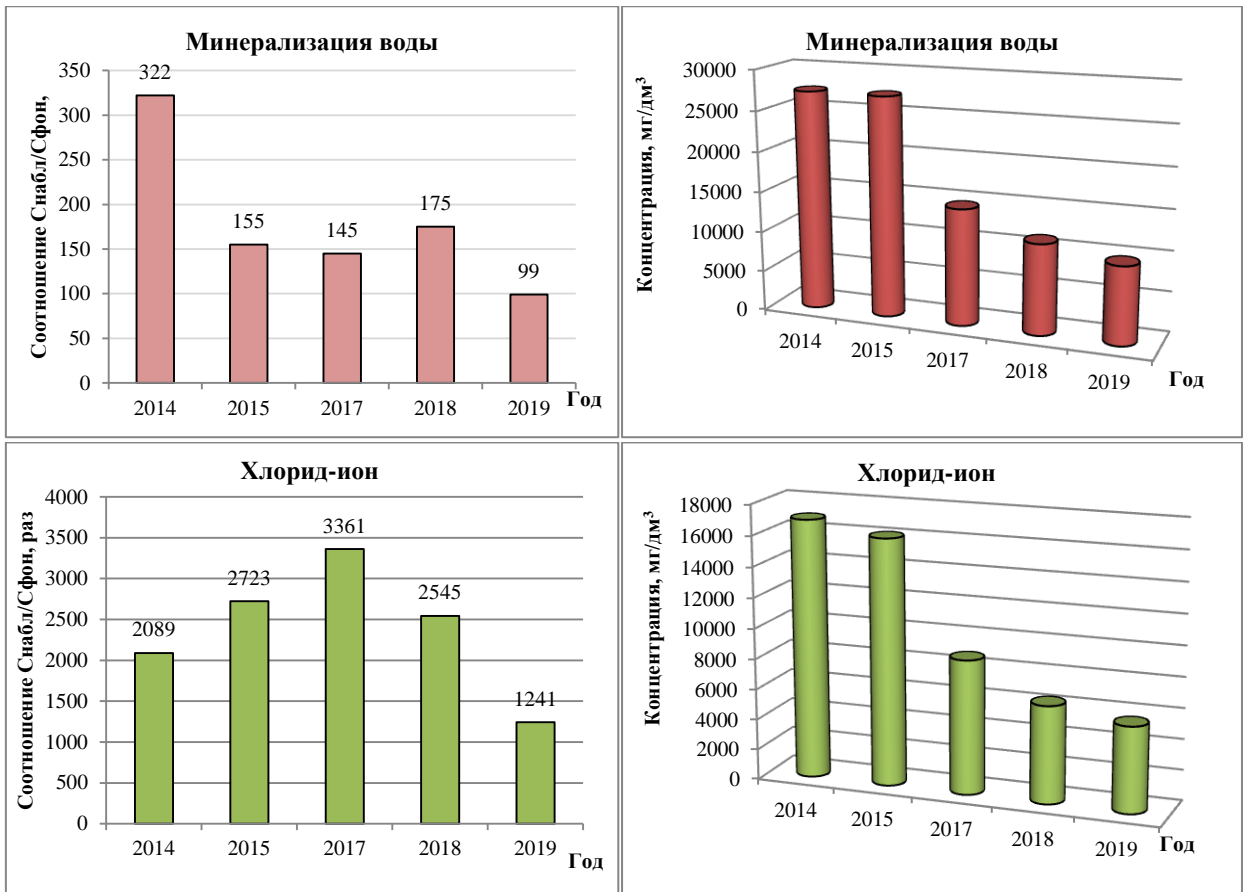 Минерализация воды
Соотношение Снабл/Сфон,
350
300
250
200
150
100
50
0
322
155
145
175
99
2014 2015 2017 2018 2019
Год
Минерализация воды
Концентрация, мг/дм³
30000
25000
20000
15000
10000
5000
0
2014 2015 2017 2018 2019
Год
Хлорид-ион
Соотношение Снабл/Сфон, раз
4000
3500
3000
2500
2000
1500
1000
500
0
2089
2723
3361
2545
1241
2014 2015 2017 2018 2019
Год
Хлорид-ион
Концентрация, мг/дм³
18000
16000
14000
12000
10000
8000
6000
4000
2000
0
2014 2015 2017 2018 2019
Год